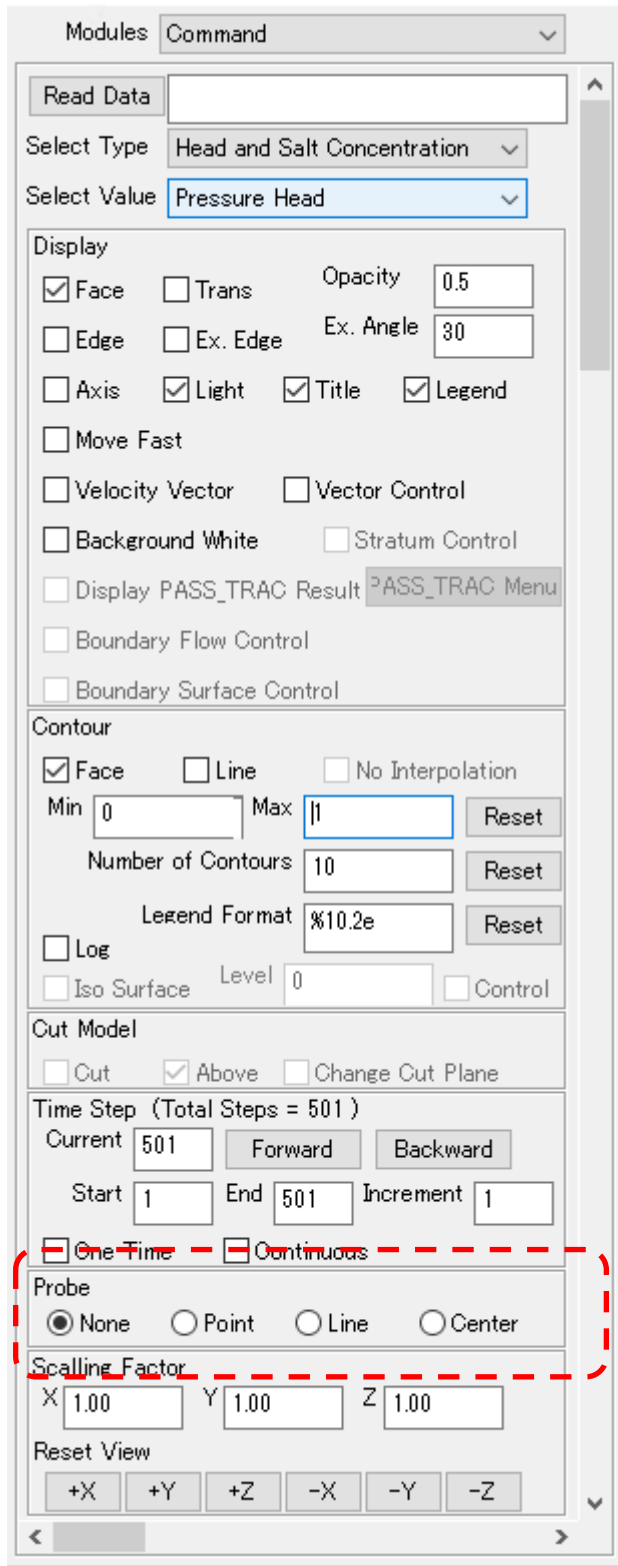 Modules Command
Read Data
Select Type Head and Salt Concentration
Select Value Pressure Head
Display
Face Trans Opacity 0.5
Edge Ex. Edge Ex. Angle 30
Axis Light Title Legend
Move Fast
Velocity Vector Vector Control
Background White Stratum Control
Display PASS_TRAC Result PASS_TRAC Menu
Boundary Flow Control
Boundary Surface Control
Contour
Face Line No Interpolation
Min 0 Max 1 Reset
Number of Contours 10 Reset
Legend Format %10.2e Reset
Log
Iso Surface Level 0 Control
Cut Model
Cut Above Change Cut Plane
Time Step (Total Steps = 501 )
Current 501 Forward Backward
Start 1 End 501 Increment 1
One Time Continuous
Probe
None Point Line Center
Scalling Factor
X 1.00 Y 1.00 Z 1.00
Reset View
+X +Y +Z -X -Y -Z